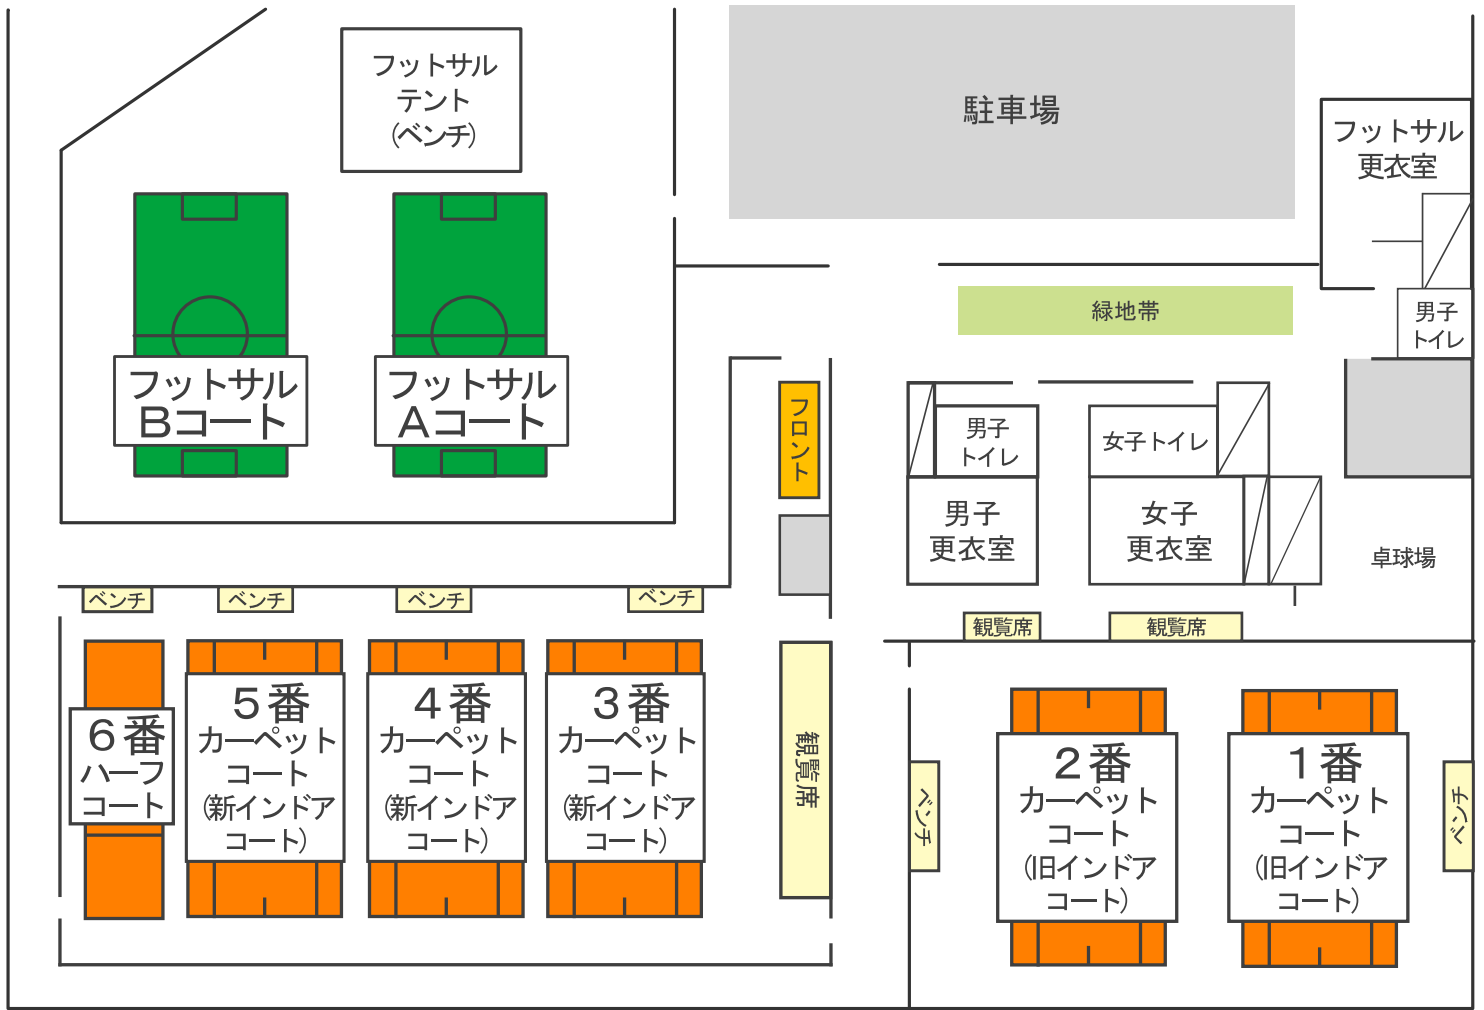 フットサル
テント
(ベンチ)
駐車場
フットサル
更衣室
男子
トイレ
緑地帯
フットサル
Bコート
フットサル
Aコート
フロント
男子
トイレ
女子トイレ
男子
更衣室
女子
更衣室
卓球場
ベンチ
ベンチ
ベンチ
ベンチ
観覧席
観覧席
6番
ハーフ
コート
5番
カーペット
コート
(新インドア
コート)
4番
カーペット
コート
(新インドア
コート)
3番
カーペット
コート
(新インドア
コート)
観覧席
ベンチ
2番
カーペット
コート
(旧インドア
コート)
1番
カーペット
コート
(旧インドア
コート)
ベンチ